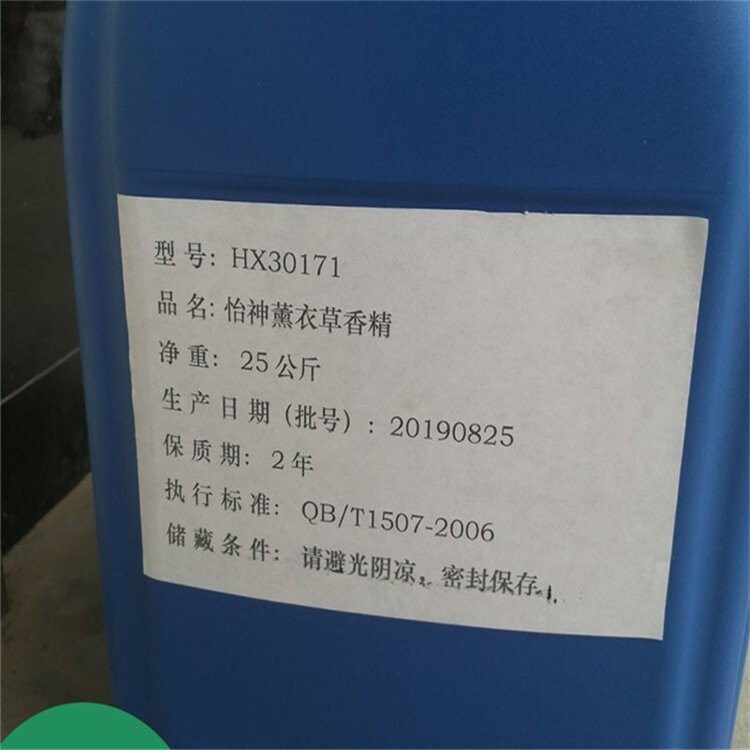 型号：HX30171
品名：怡神薰衣草香精
净重：25公斤
生产日期（批号）：20190825
保质期：2年
执行标准：QB/T1507-2006
储藏条件：请避光阴凉。密封保存